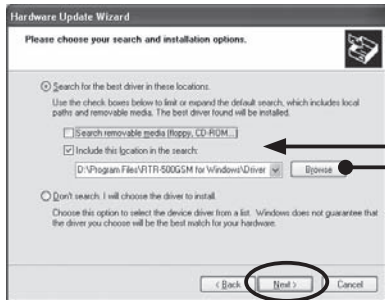 Hardware Update Wizard
Please choose your search and installation options.
Search for the best driver in these locations.
Use the check boxes below to limit or expand the default search, which includes local
paths and removable media. The best driver found will be installed.
Search removable media (floppy, CD-ROM...)
Include this location in the search:
D:\Program Files\RTR-500GSM for Windows\Driver
Browse
Don't search. I will choose the driver to install.
Choose this option to select the device driver from a list. Windows does not guarantee that
the driver you choose will be the best match for your hardware.
< Back
Next >
Cancel